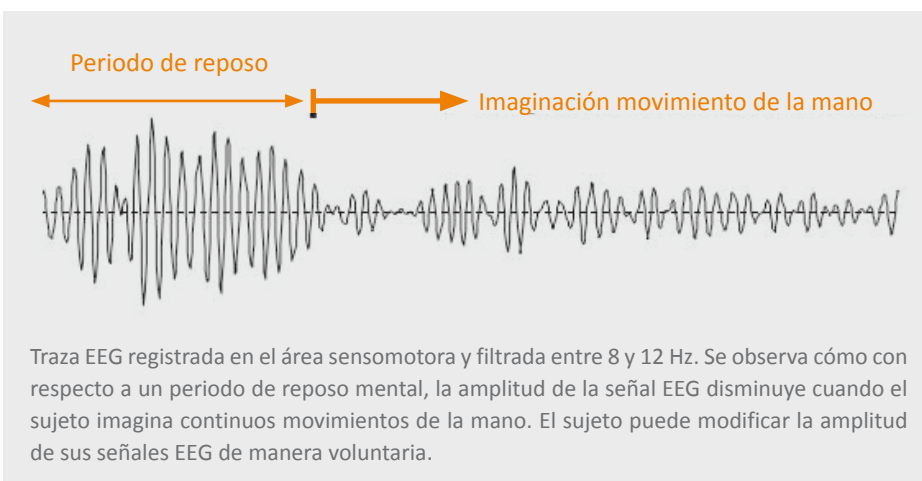 Periodo de reposo
Imaginación movimiento de la mano
Traza EEG registrada en el área sensomotora y filtrada entre 8 y 12 Hz. Se observa cómo con
respecto a un periodo de reposo mental, la amplitud de la señal EEG disminuye cuando el
sujeto imagina continuos movimientos de la mano. El sujeto puede modificar la amplitud
de sus señales EEG de manera voluntaria.